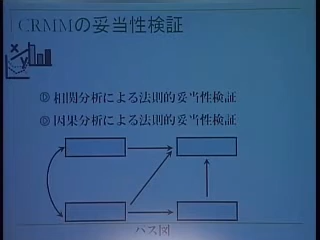 CRMMの妥当性検証
相関分析による法則的妥当性検証
因果分析による法則的妥当性検証
パス図